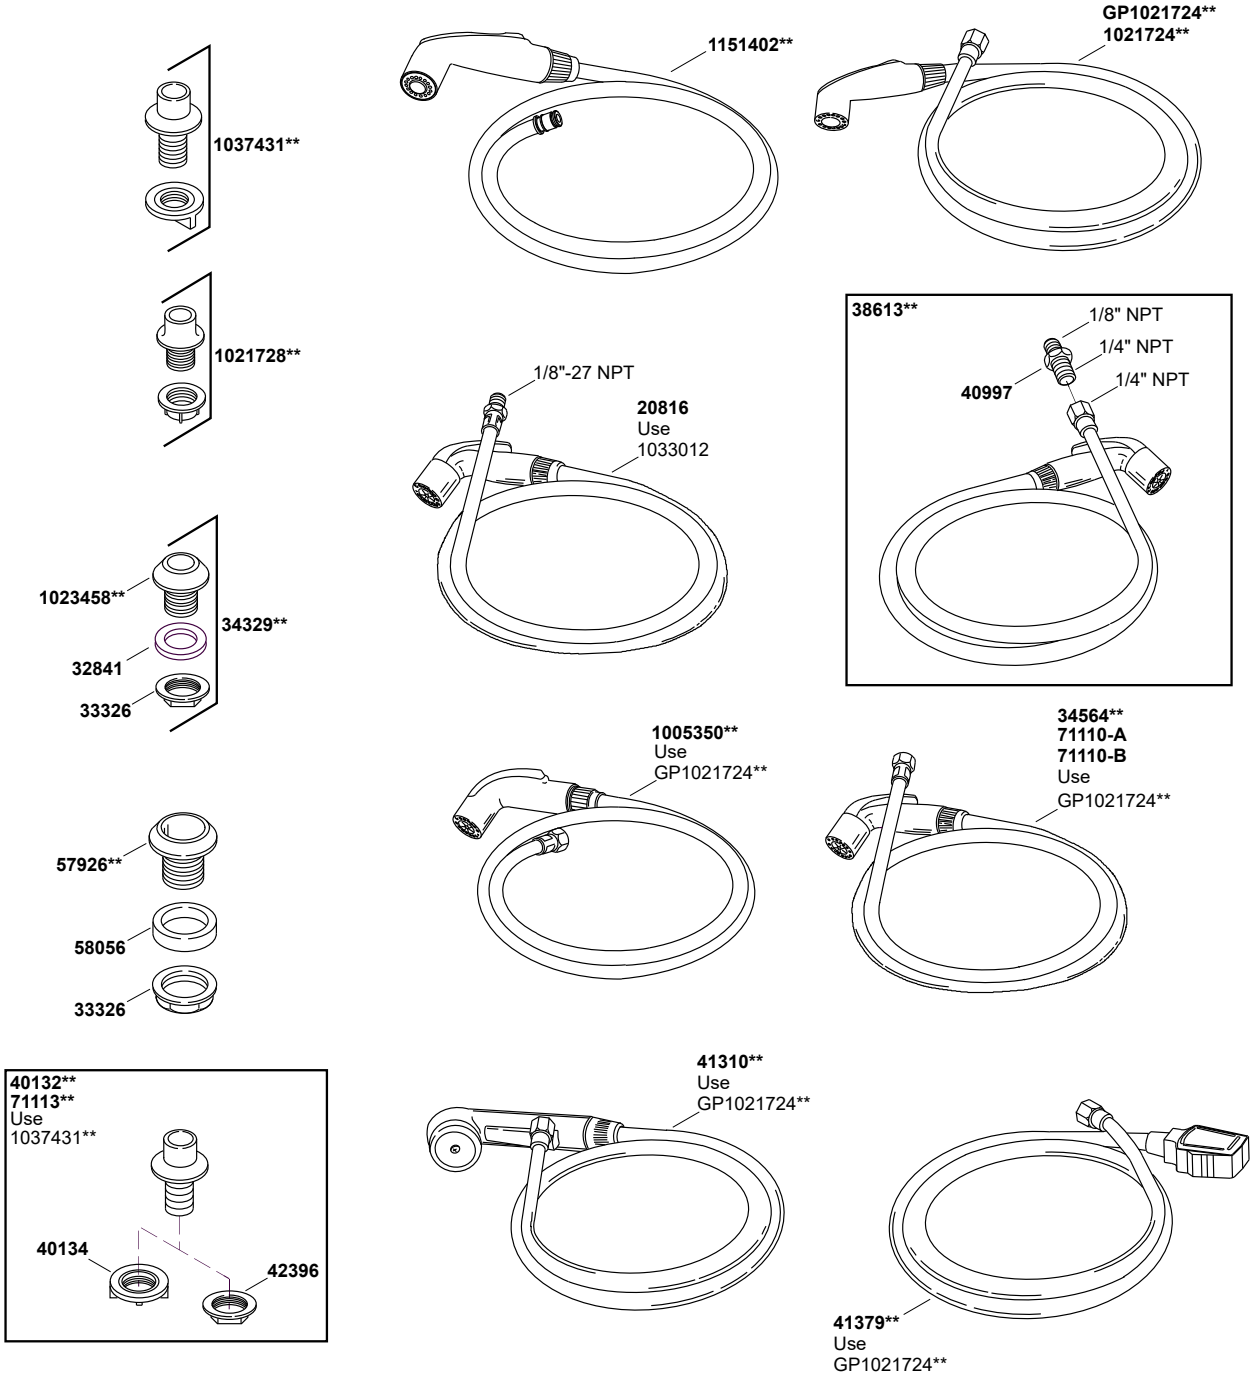 GP1021724**
1021724**
1151402**
1037431**
1021728**
38613**
1/8" NPT
1/4" NPT
1/4" NPT
40997
1/8"-27 NPT
20816
Use
1033012
1023458**
34329**
32841
33326
1005350**
Use
GP1021724**
34564**
71110-A
71110-B
Use
GP1021724**
57926**
58056
33326
40132**
71113**
Use
1037431**
40134
42396
41310**
Use
GP1021724**
41379**
Use
GP1021724**